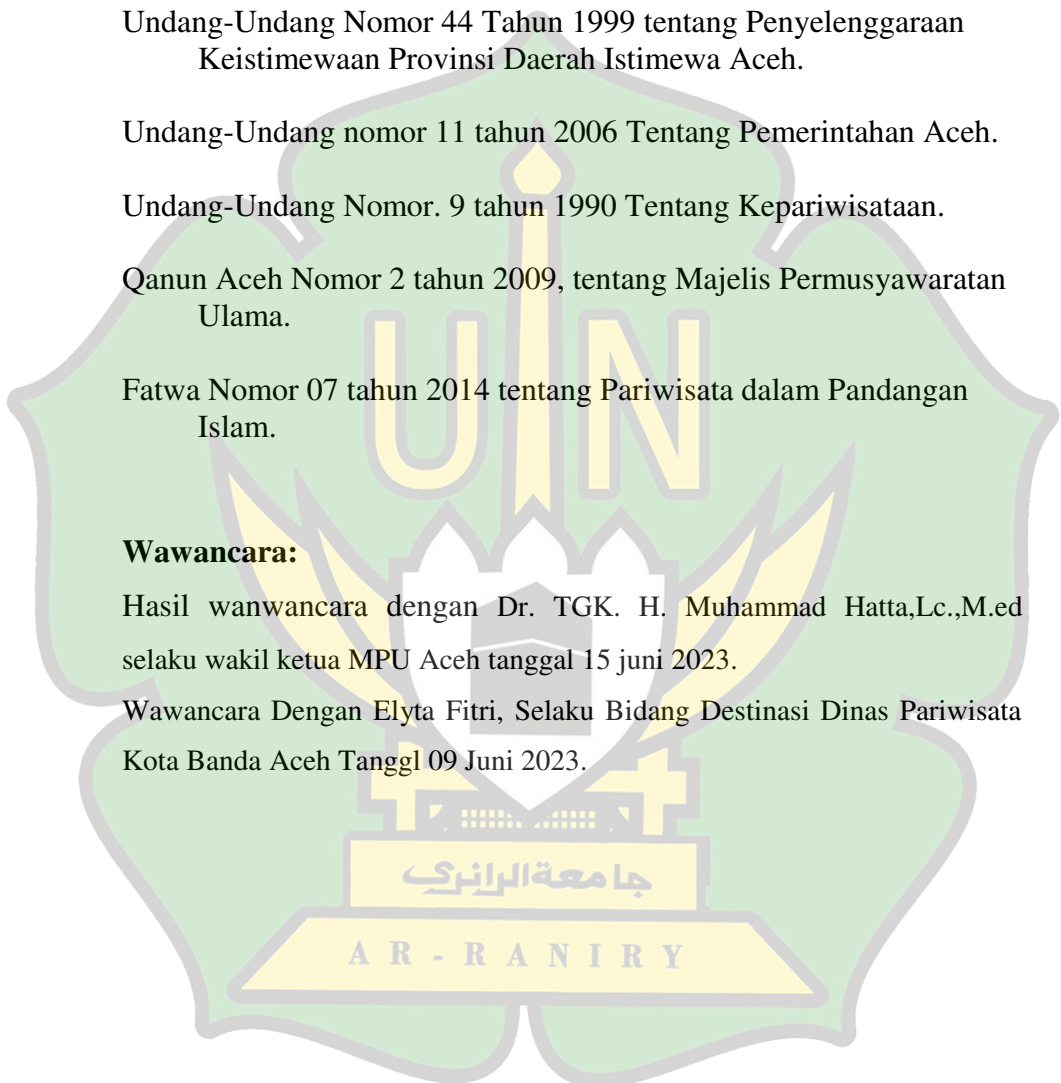 Undang-Undang Nomor 44 Tahun 1999 tentang Penyelenggaraan
Keistimewaan Provinsi Daerah Istimewa Aceh.
Undang-Undang nomor 11 tahun 2006 Tentang Pemerintahan Aceh.
Undang-Undang Nomor. 9 tahun 1990 Tentang Kepariwisataan.
Qanun Aceh Nomor 2 tahun 2009, tentang Majelis Permusyawaratan
Ulama.
Fatwa Nomor 07 tahun 2014 tentang Pariwisata dalam Pandangan
Islam.
UIN
Wawancara:
Hasil wanwancara dengan Dr. TGK. H. Muhammad Hatta,Lc.,M.ed
selaku wakil ketua MPU Aceh tanggal 15 juni 2023.
Wawancara Dengan Elyta Fitri, Selaku Bidang Destinasi Dinas Pariwisata
Kota Banda Aceh Tanggl 09 Juni 2023.
جامعةالرانري
AR-RANIRY